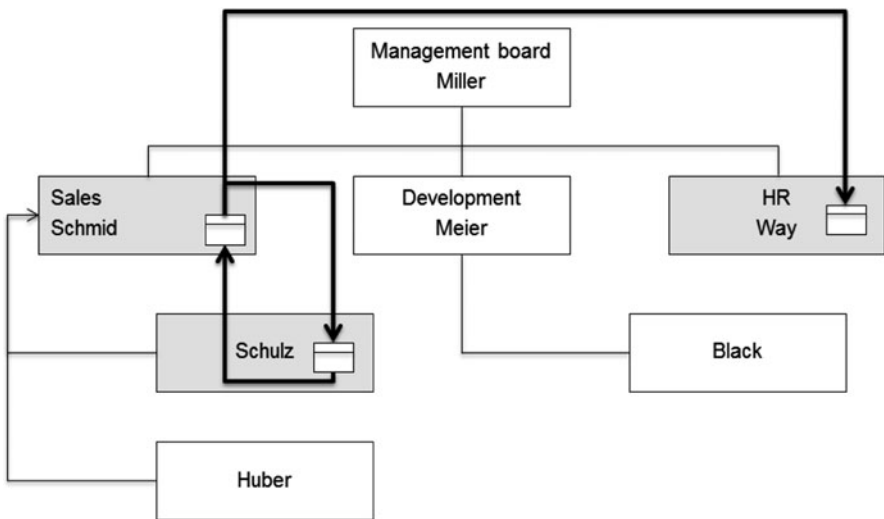 Management board
Miller
Sales
Schmid
Development
Meier
HR
Way
Schulz
Black
Huber